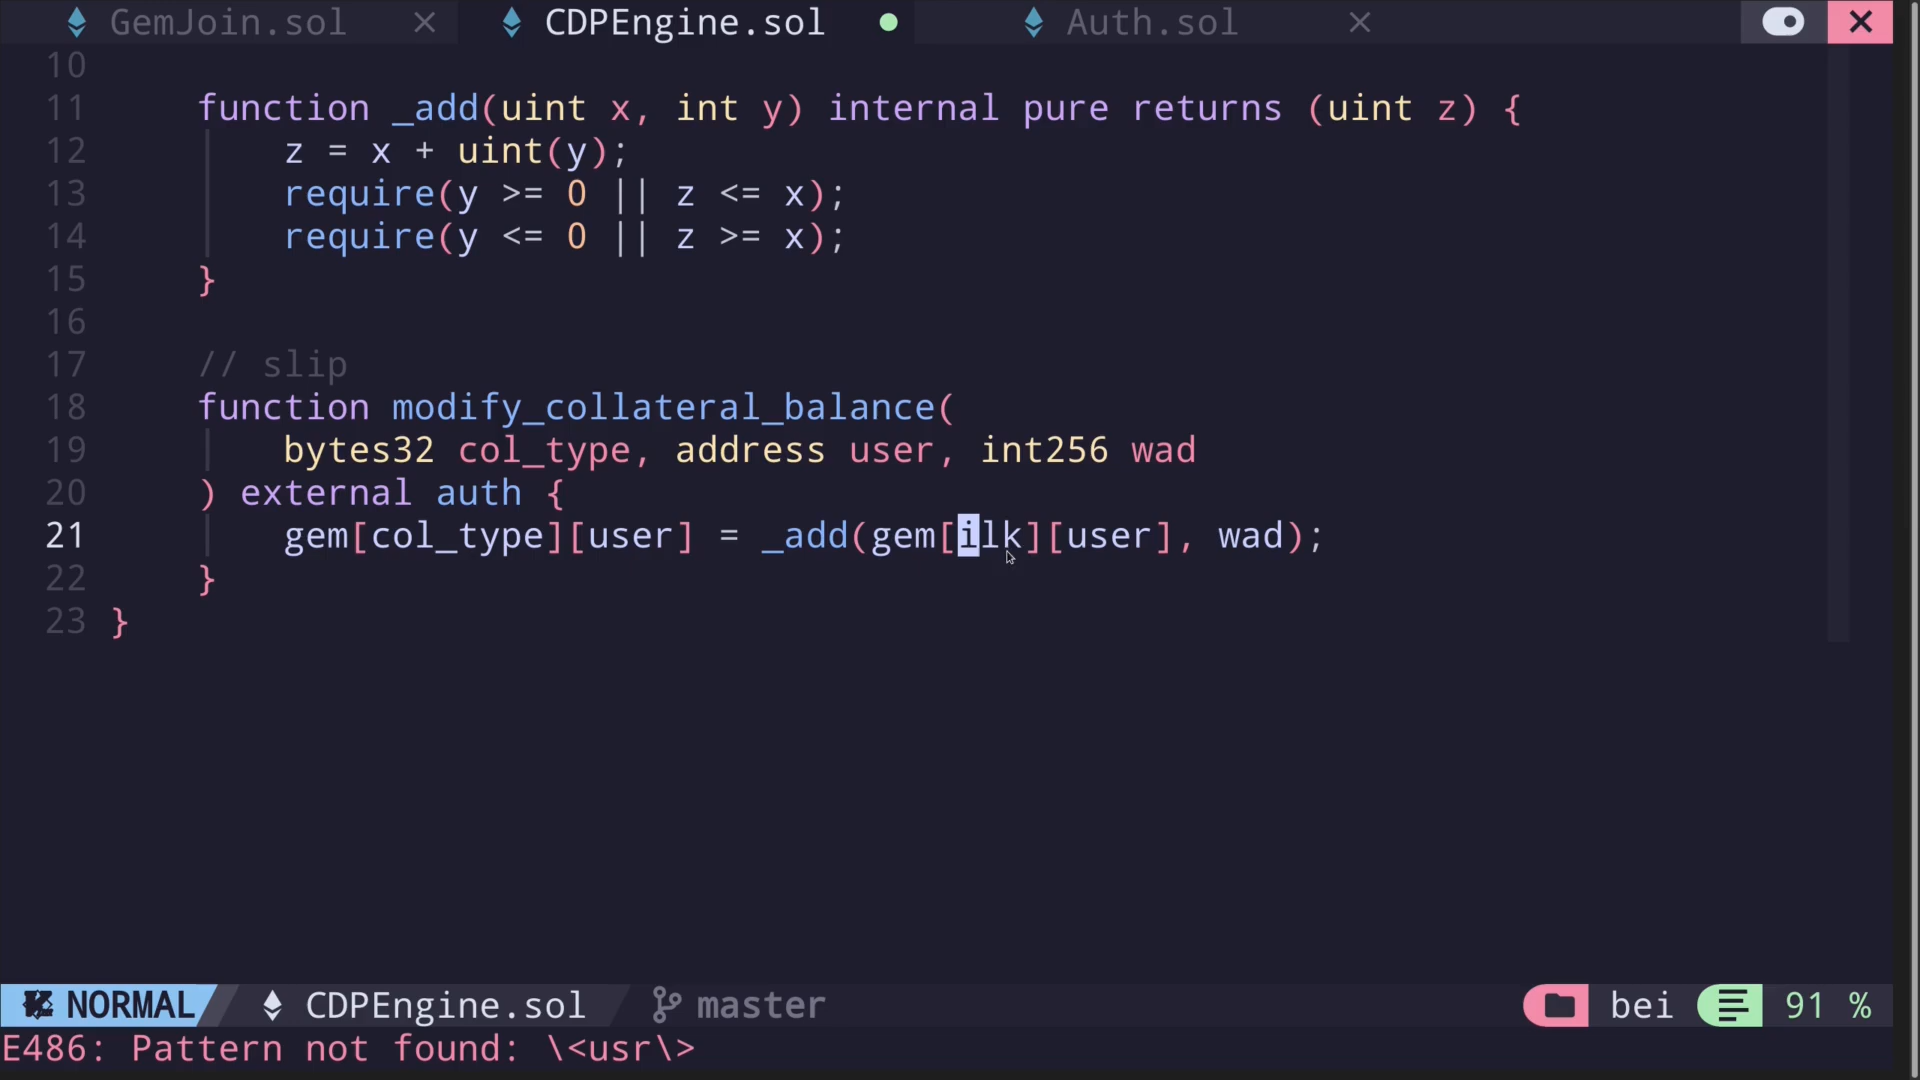 GemJoin.sol × CDPEngine.sol ● Auth.sol ×
10
11 function _add(uint x, int y) internal pure returns (uint z) {
12 z = x + uint(y);
13 require(y >= 0 || z <= x);
14 require(y <= 0 || z >= x);
15 }
16
17 // slip
18 function modify_collateral_balance(
19 bytes32 col_type, address user, int256 wad
20 ) external auth {
21 gem[col_type][user] = _add(gem[ilk][user], wad);
22 }
23 }
NORMAL CDPEngine.sol master bei 91 %
E486: Pattern not found: \<usr\>